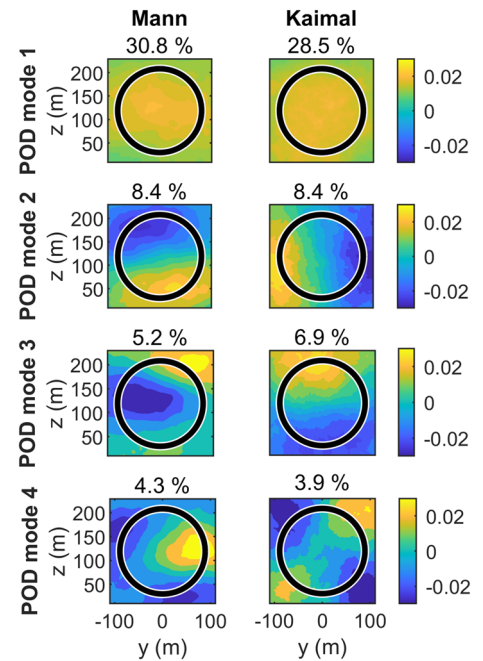 Mann Kaimal
30.8 % 28.5 %
POD mode 1
z (m)
200
150
100
50
0.02
0
-0.02
8.4 % 8.4 %
POD mode 2
z (m)
200
150
100
50
0.02
0
-0.02
5.2 % 6.9 %
POD mode 3
z (m)
200
150
100
50
0.02
0
-0.02
4.3 % 3.9 %
POD mode 4
z (m)
200
150
100
50
0.02
0
-0.02
-100 0 100 -100 0 100
y (m) y (m)